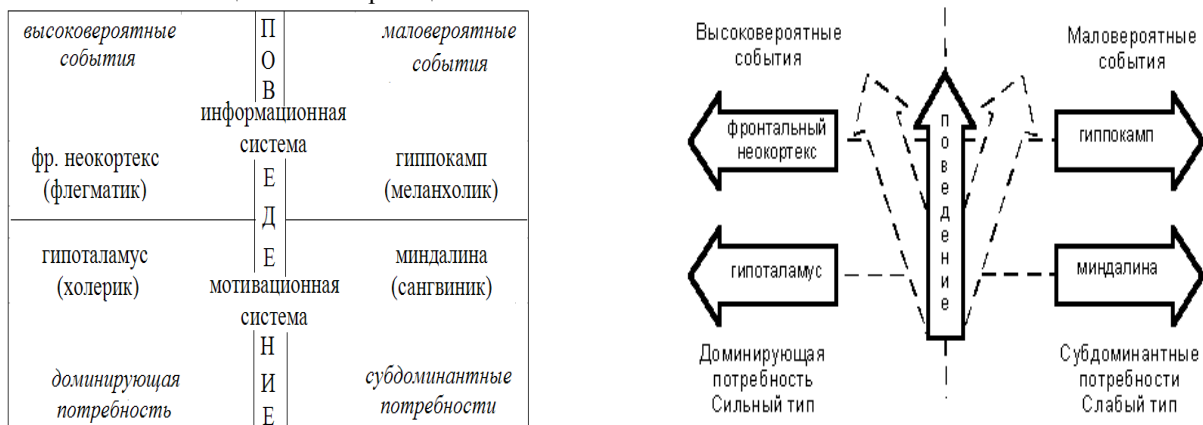 высоковероятные
события
маловероятные
события
П
О
В
информационная
система
фр. неокортекс
(флегматик)
гиппокамп
(меланхолик)
Е
Д
Е
гипоталамус
(холерик)
миндалина
(сангвиник)
мотивационная
система
Н
И
Е
доминирующая
потребность
субдоминантные
потребности
Высоковероятные
события
Маловероятные
события
фронтальный
неокортекс
поведение
гиппокамп
гипоталамус
миндалина
Доминирующая
потребность
Сильный тип
Субдоминантные
потребности
Слабый тип